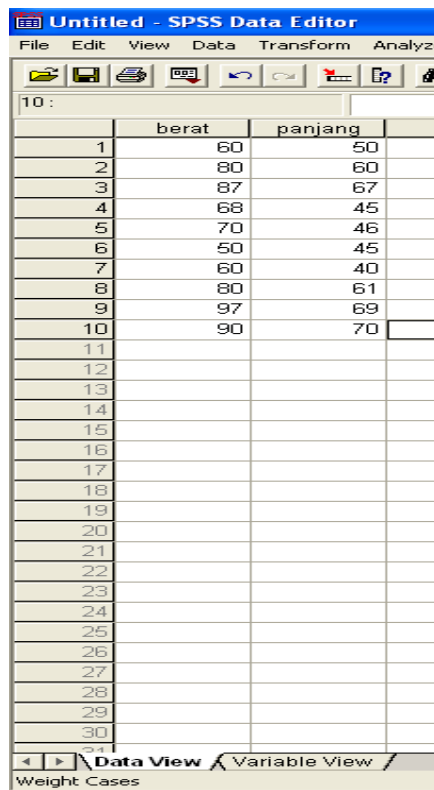 Untitled - SPSS Data Editor
File Edit View Data Transform Analyz
10 :
berat panjang
1 60 50
2 80 60
3 87 67
4 68 45
5 70 46
6 50 45
7 60 40
8 80 61
9 97 69
10 90 70
11
12
13
14
15
16
17
18
19
20
21
22
23
24
25
26
27
28
29
30
31
Data View Variable View
Weight Cases